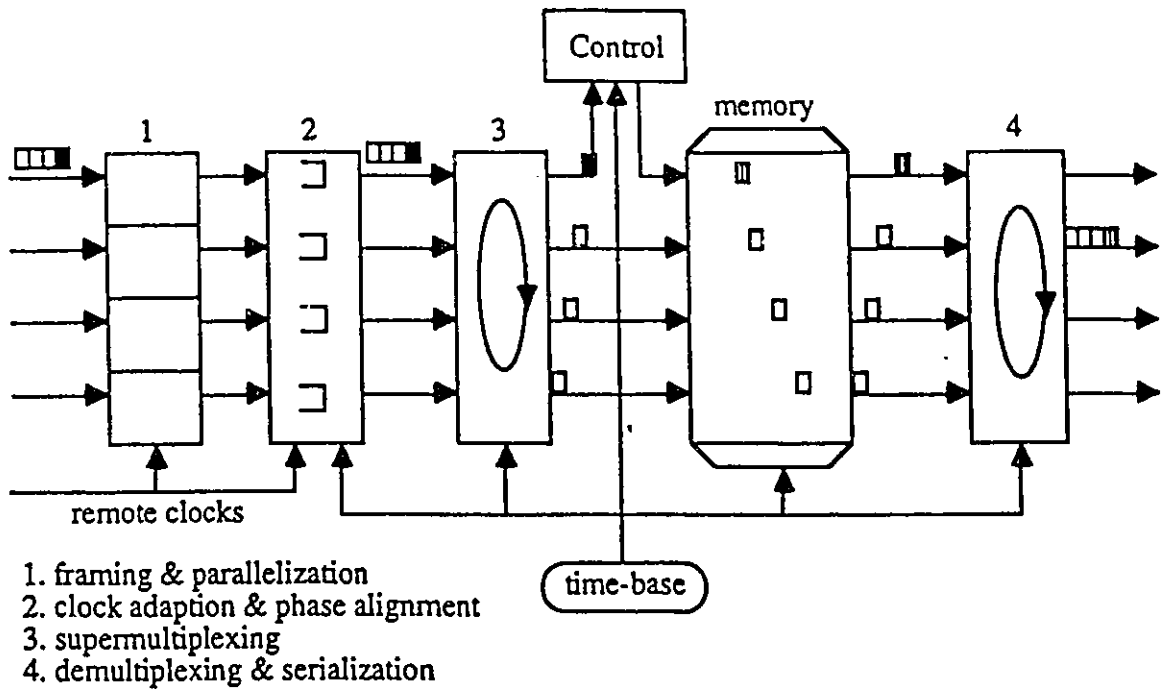 Control
memory
1
2
3
4
remote clocks
time-base
1. framing & parallelization
2. clock adaption & phase alignment
3. supermultiplexing
4. demultiplexing & serialization